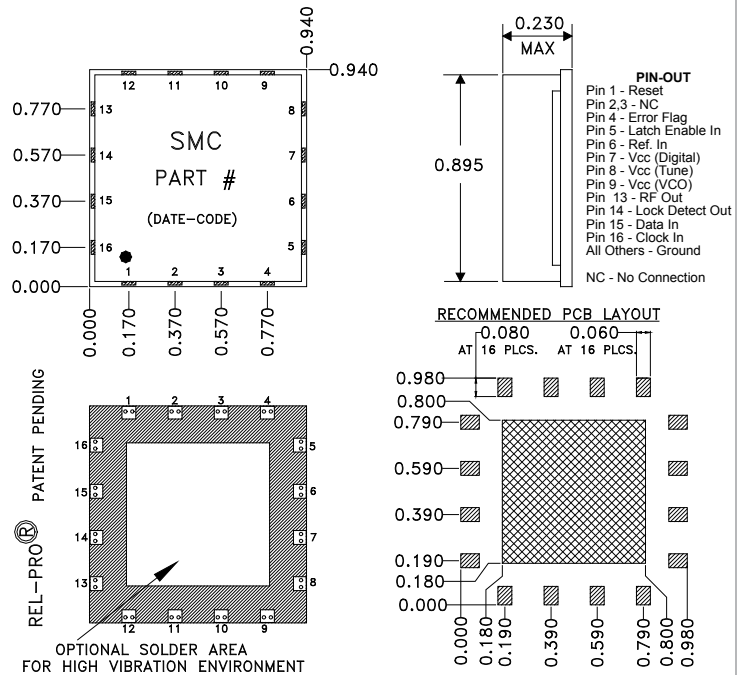 0.940
0.940
12 11 10 9
0.770
13
8
SMC
0.570
14
7
PART #
0.370
15
6
(DATE-CODE)
0.170
16
5
1 2 3 4
0.000
0.000
0.170
0.370
0.570
0.770
0.230
MAX
0.895
PIN-OUT
Pin 1 - Reset
Pin 2,3 - NC
Pin 4 - Error Flag
Pin 5 - Latch Enable In
Pin 6 - Ref. In
Pin 7 - Vcc (Digital)
Pin 8 - Vcc (Tune)
Pin 9 - Vcc (VCO)
Pin 13 - RF Out
Pin 14 - Lock Detect Out
Pin 15 - Data In
Pin 16 - Clock In
All Others - Ground
NC - No Connection
REL-PRO® PATENT PENDING
1 2 3 4
16
5
15
6
14
7
13
8
12 11 10 9
OPTIONAL SOLDER AREA
FOR HIGH VIBRATION ENVIRONMENT
RECOMMENDED PCB LAYOUT
0.080 0.060
AT 16 PLCS. AT 16 PLCS.
0.980
0.800
0.790
0.590
0.390
0.190
0.180
0.000
0.000
0.180
0.190
0.390
0.590
0.790
0.800
0.980